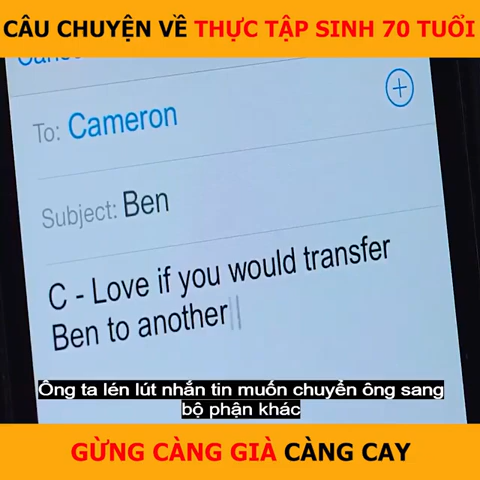 CÂU CHUYỆN VỀ THỰC TẬP SINH 70 TUỔI
To: Cameron
Subject: Ben
C - Love if you would transfer
Ben to another
Ông ta lén lút nhắn tin muốn chuyển ông sang
bộ phận khác
GỪNG CÀNG GIÀ CÀNG CAY